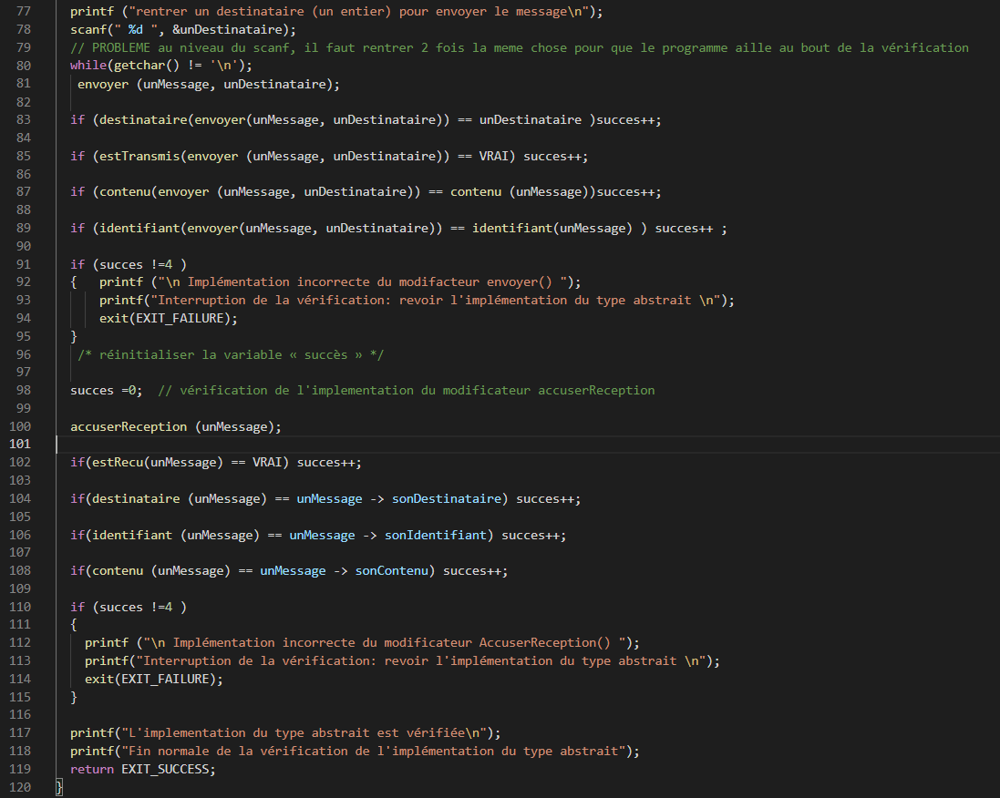 77 printf ("rentrer un destinataire (un entier) pour envoyer le message\n");
78 scanf(" %d ", &unDestinataire);
79 // PROBLEME au niveau du scanf, il faut rentrer 2 fois la meme chose pour que le programme aille au bout de la vérification
80 while(getchar() != '\n');
81 envoyer (unMessage, unDestinataire);
82
83 if (destinataire(envoyer(unMessage, unDestinataire)) == unDestinataire )succes++;
84
85 if (estTransmis(envoyer (unMessage, unDestinataire)) == VRAI) succes++;
86
87 if (contenu(envoyer (unMessage, unDestinataire)) == contenu (unMessage))succes++;
88
89 if (identifiant(envoyer(unMessage, unDestinataire)) == identifiant(unMessage) ) succes++ ;
90
91 if (succes !=4 )
92 { printf ("\n Implémentation incorrecte du modifacteur envoyer() ");
93 printf("Interruption de la vérification: revoir l'implémentation du type abstrait \n");
94 exit(EXIT_FAILURE);
95 }
96 /* réinitialiser la variable « succès » */
97
98 succes =0; // vérification de l'implementation du modificateur accuserReception
99
100 accuserReception (unMessage);
101
102 if(estRecu(unMessage) == VRAI) succes++;
103
104 if(destinataire (unMessage) == unMessage -> sonDestinataire) succes++;
105
106 if(identifiant (unMessage) == unMessage -> sonIdentifiant) succes++;
107
108 if(contenu (unMessage) == unMessage -> sonContenu) succes++;
109
110 if (succes !=4 )
111 {
112 printf ("\n Implémentation incorrecte du modificateur AccuserReception() ");
113 printf("Interruption de la vérification: revoir l'implémentation du type abstrait \n");
114 exit(EXIT_FAILURE);
115 }
116
117 printf("L'implementation du type abstrait est vérifiée\n");
118 printf("Fin normale de la vérification de l'implémentation du type abstrait");
119 return EXIT_SUCCESS;
120 }